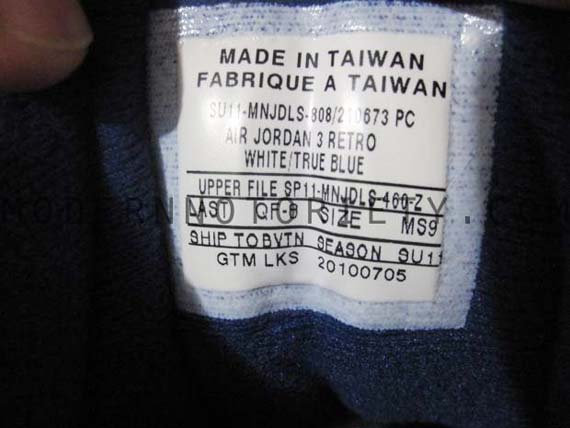 MADE IN TAIWAN
FABRIQUE A TAIWAN
SU11-MNJDLS-808/210673 PC
AIR JORDAN 3 RETRO
WHITE/TRUE BLUE
UPPER FILE SP11-MNJDLS-460-Z
LAST QF-8 SIZE MS9
SHIP TO BVTN SEASON SU11
GTM LKS 20100705